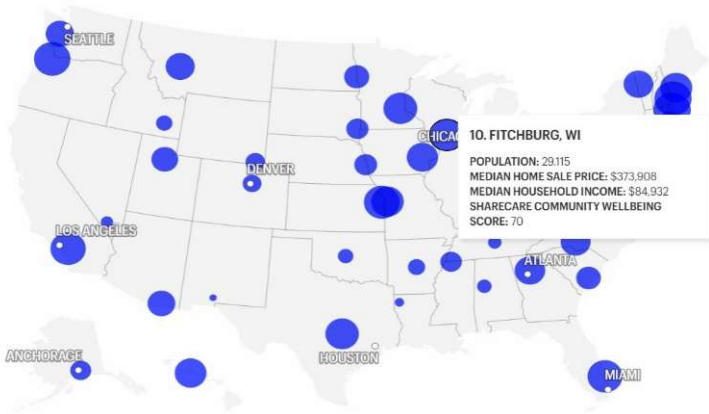 SEATTLE
CHICAG
10. FITCHBURG, WI
POPULATION: 29.115
MEDIAN HOME SALE PRICE: $373,908
MEDIAN HOUSEHOLD INCOME: $84,932
SHARECARE COMMUNITY WELLBEING
SCORE: 70
DENVER
LOS ANGELES
ATLANTA
ANCHORAGE
HOUSTON
MIAMI